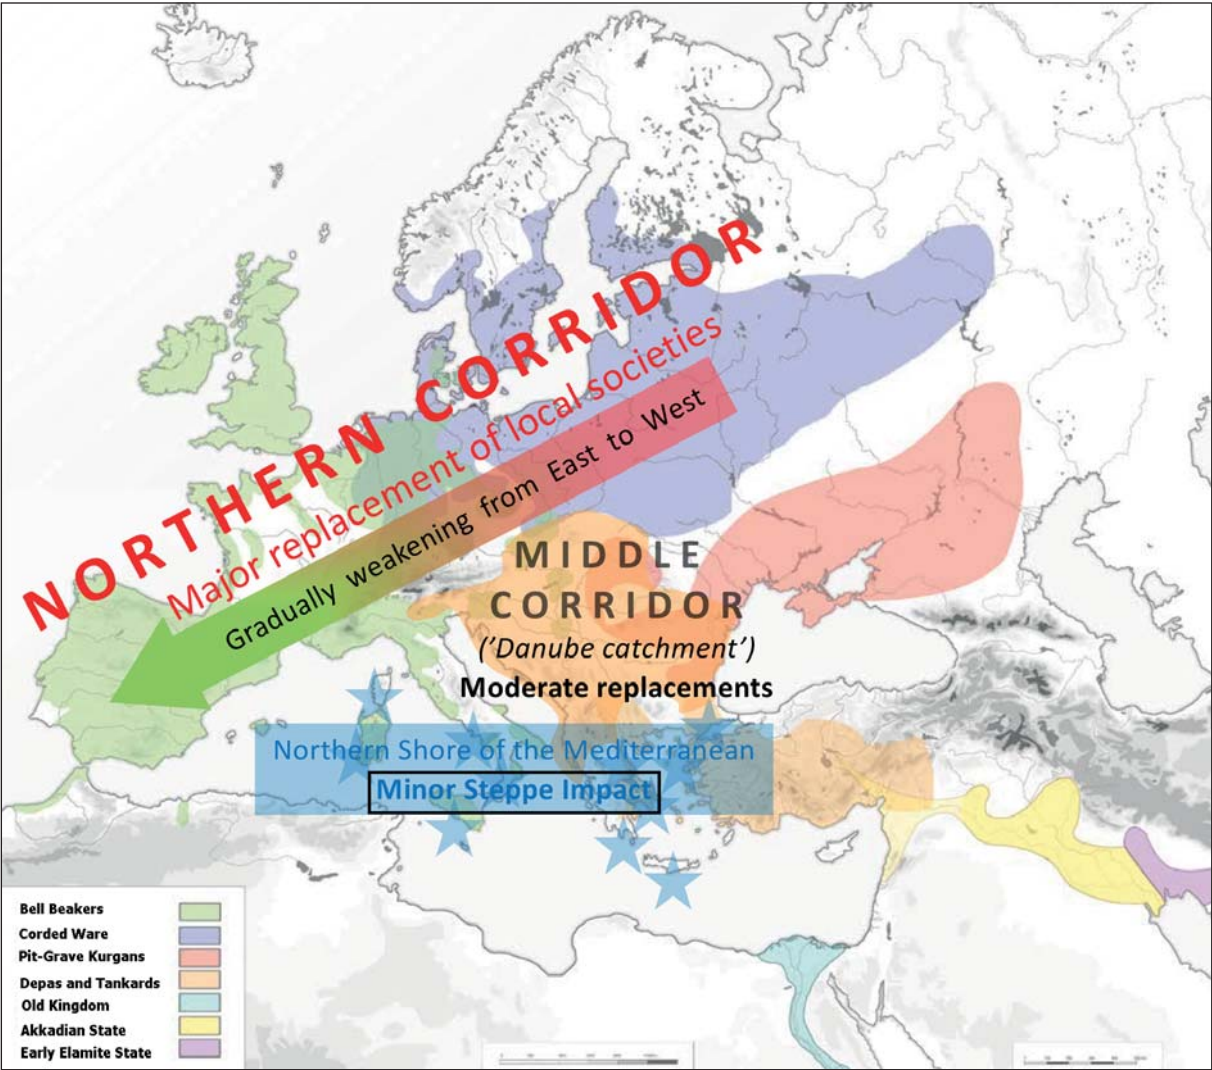 NORTHERN CORRIDOR
Major replacement of local societies
Gradually weakening from East to West
MIDDLE
CORRIDOR
(’Danube catchment’)
Moderate replacements
Northern Shore of the Mediterranean
Minor Steppe Impact
Bell Beakers
Corded Ware
Pit-Grave Kurgans
Depas and Tankards
Old Kingdom
Akkadian State
Early Elamite State